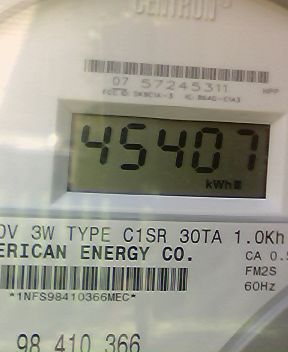 CENTRON
07 57245311
45407
kWh
3W TYPE C1SR 30TA 1.0Kh
ERICAN ENERGY CO.
CA 0.5
FM2S
*1NFS98410366MEC*
60Hz
98 410 366